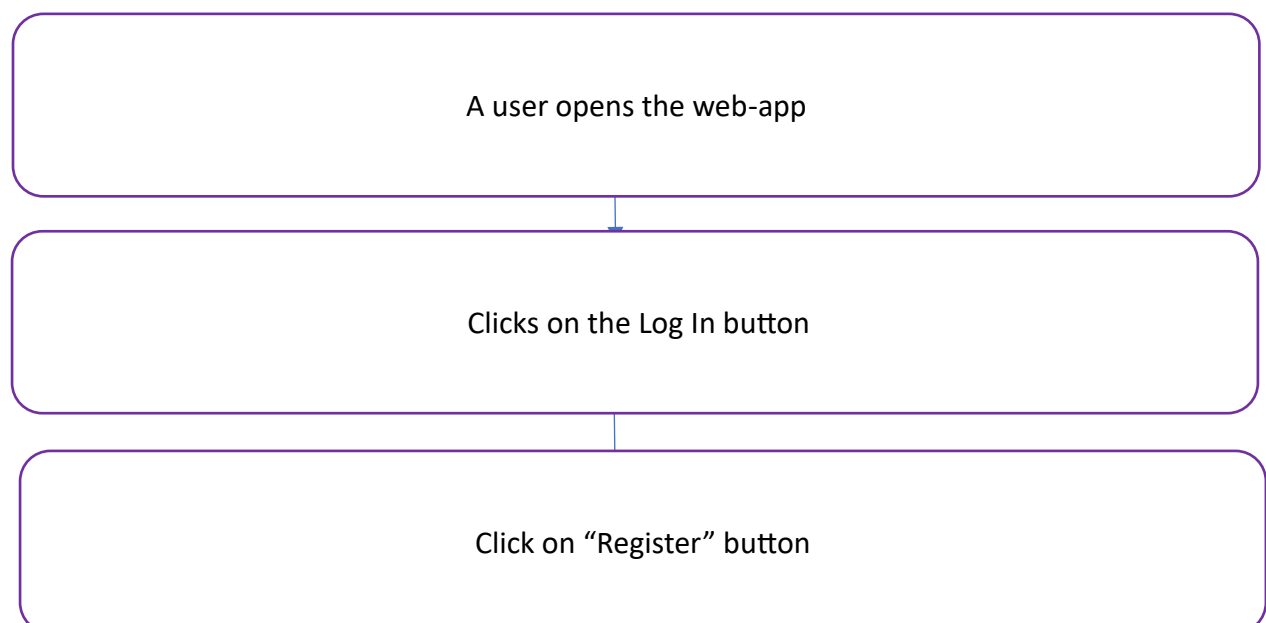 A user opens the web-app
Clicks on the Log In button
Click on “Register” button